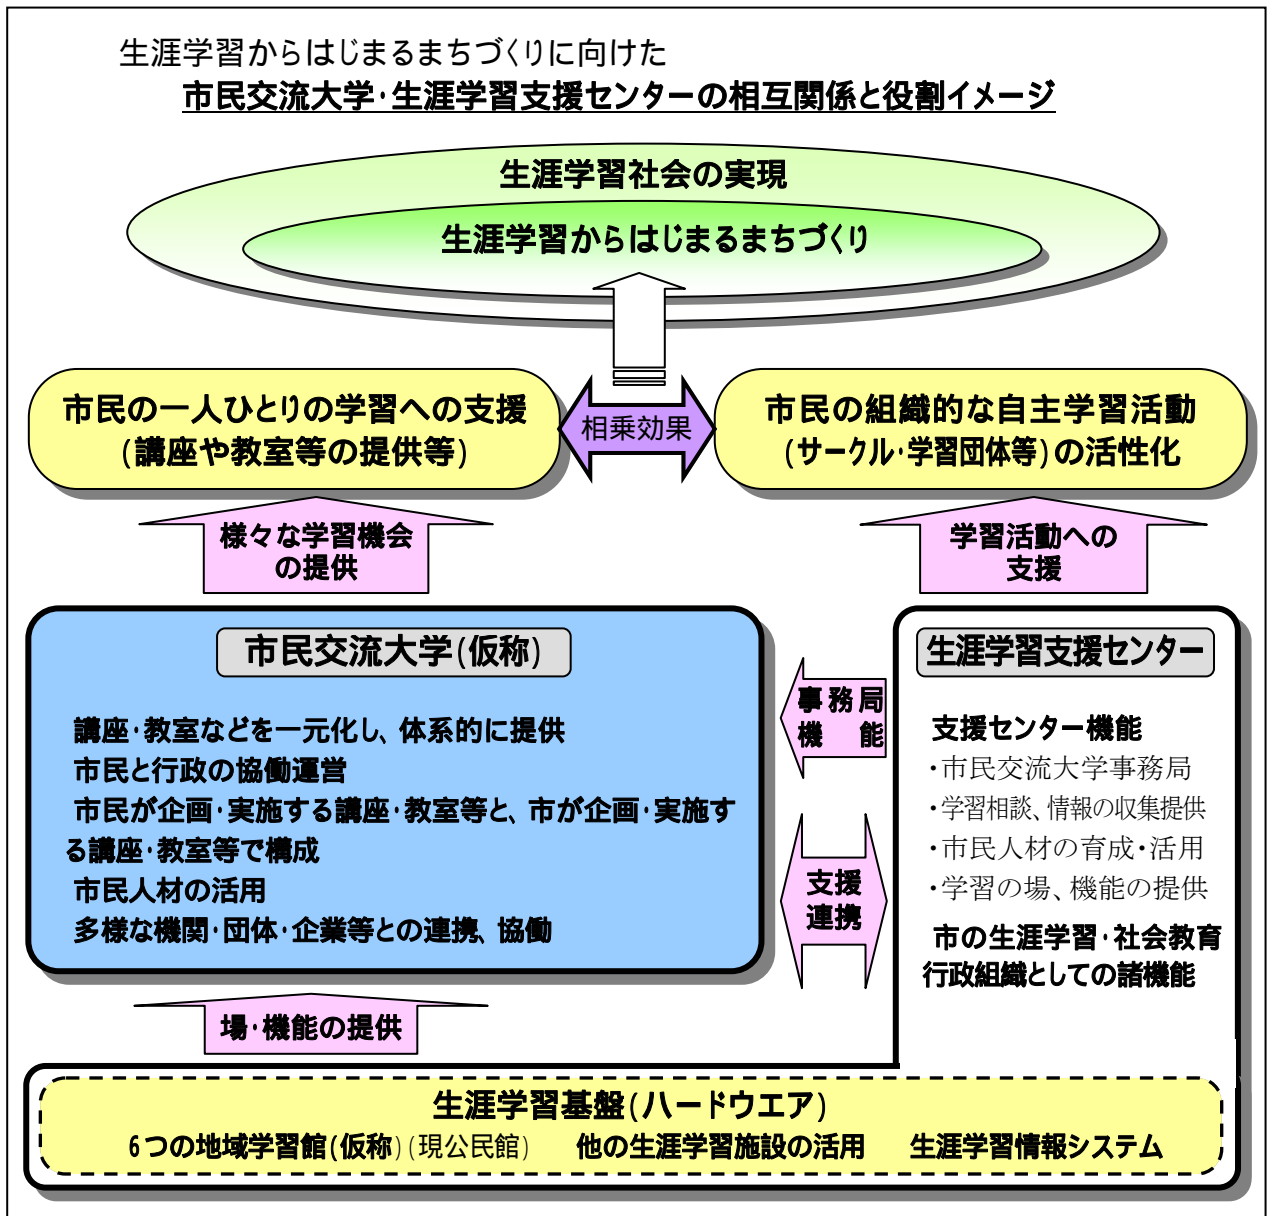 生涯学習からはじまるまちづくりに向けた
市民交流大学・生涯学習支援センターの相互関係と役割イメージ
生涯学習社会の実現
生涯学習からはじまるまちづくり
市民の一人ひとりの学習への支援
(講座や教室等の提供等)
相乗効果
市民の組織的な自主学習活動
(サークル・学習団体等)の活性化
様々な学習機会
の提供
学習活動への
支援
市民交流大学(仮称)
講座・教室などを一元化し、体系的に提供
市民と行政の協働運営
市民が企画・実施する講座・教室等と、市が企画・実施す
る講座・教室等で構成
市民人材の活用
多様な機関・団体・企業等との連携、協働
事務局
機 能
支援
連携
生涯学習支援センター
支援センター機能
・市民交流大学事務局
・学習相談、情報の収集提供
・市民人材の育成・活用
・学習の場、機能の提供
市の生涯学習・社会教育
行政組織としての諸機能
場・機能の提供
生涯学習基盤(ハードウエア)
6つの地域学習館(仮称)(現公民館) 他の生涯学習施設の活用 生涯学習情報システム